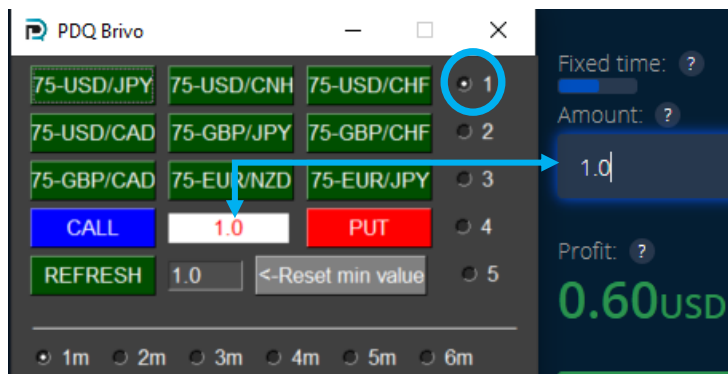 PDQ Brivo
75-USD/JPY 75-USD/CNH 75-USD/CHF 1
75-USD/CAD 75-GBP/JPY 75-GBP/CHF 2
75-GBP/CAD 75-EUR/NZD 75-EUR/JPY 3
CALL 1.0 PUT 4
REFRESH 1.0 <-Reset min value 5
1m 2m 3m 4m 5m 6m
Fixed time: ?
Amount: ?
1.0
Profit: ?
0.60USD